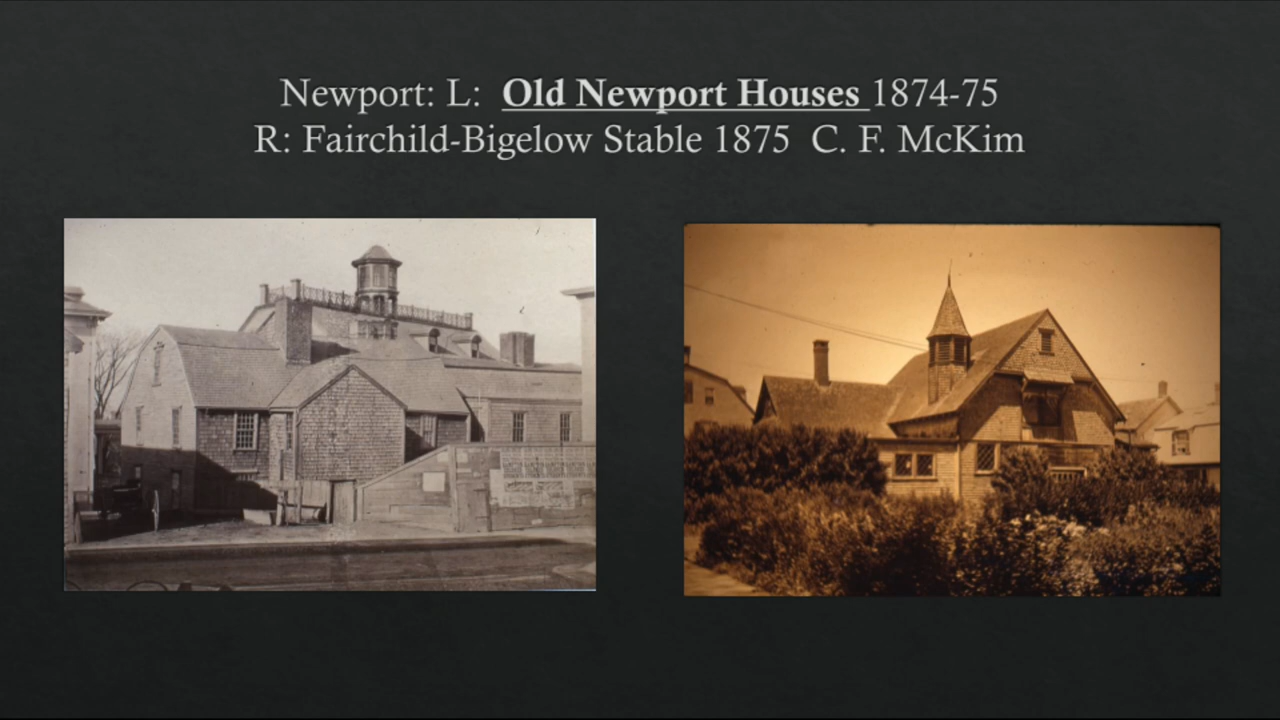 Newport: L: Old Newport Houses 1874-75
R: Fairchild-Bigelow Stable 1875 C. F. McKim